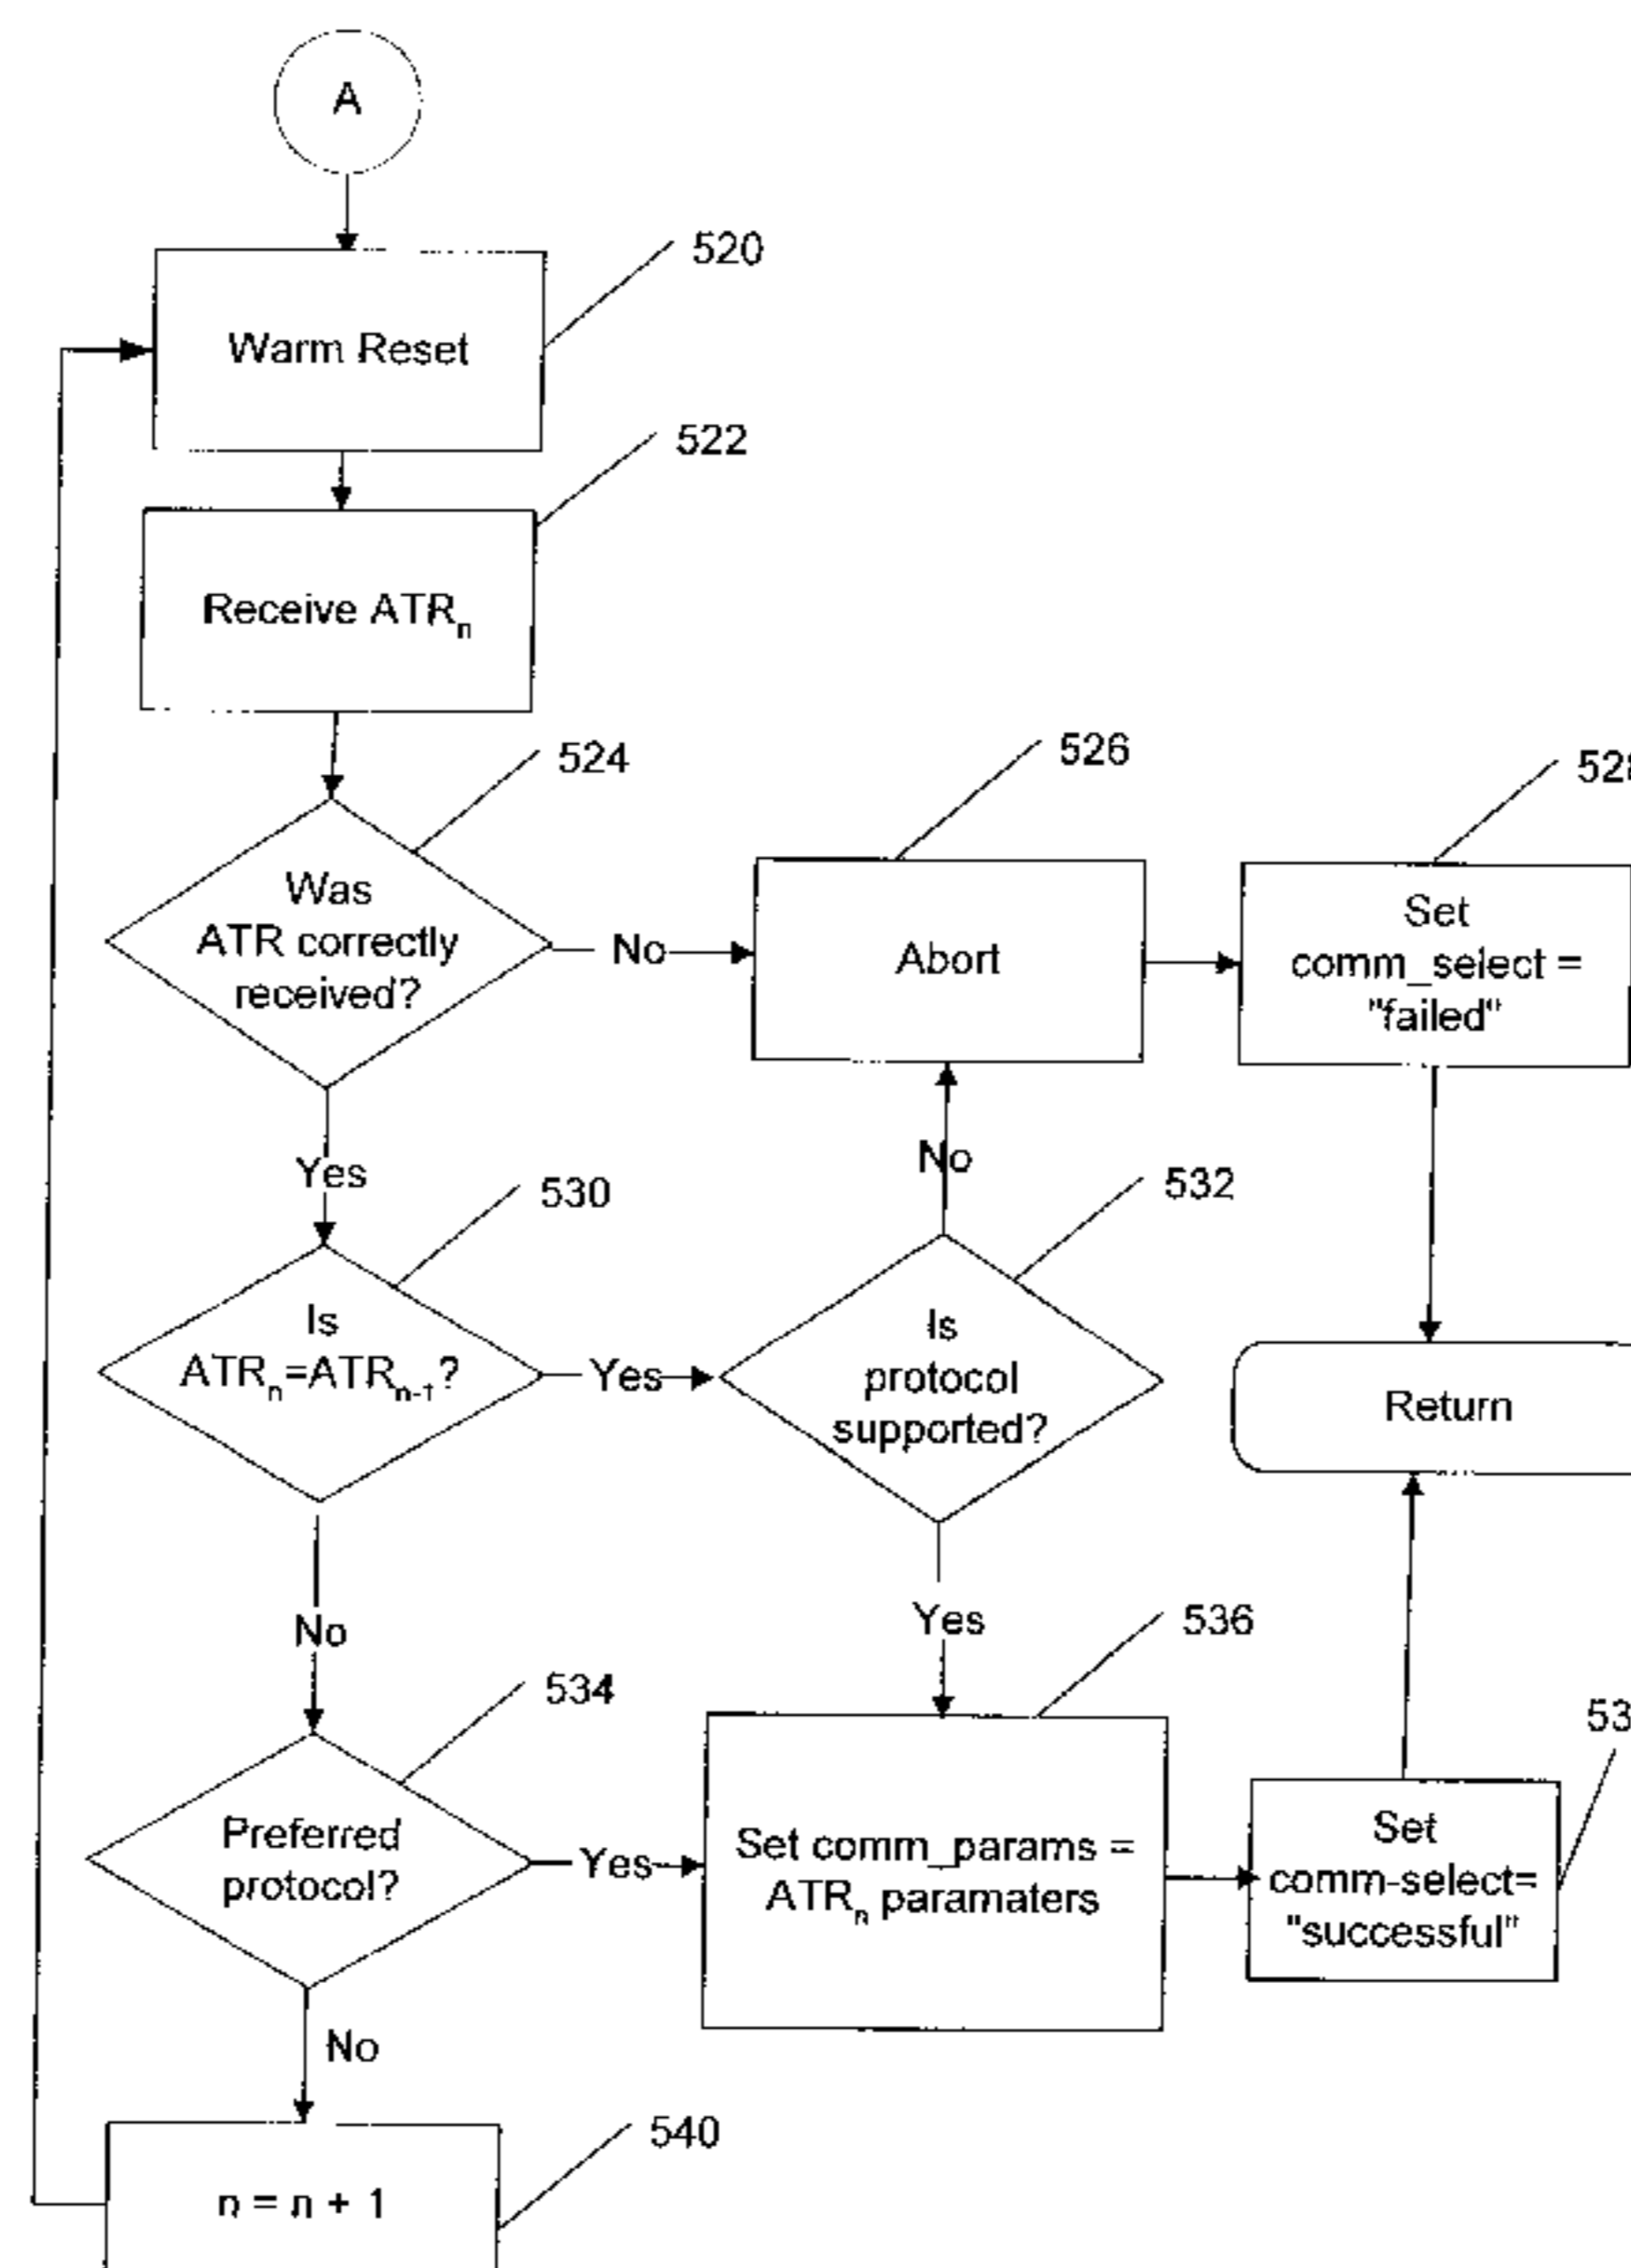 A
520
Warm Reset
522
Receive ATRn
524
526
Was
ATR correctly
received?
No
Abort
Set
comm_select =
"failed"
Yes
No
530
532
Is
ATRn=ATRn-1?
Yes
Is
protocol
supported?
Return
No
Yes
534
536
Preferred
protocol?
Yes
Set comm_params =
ATRn paramaters
Set
comm-select=
"successful"
No
540
n = n + 1